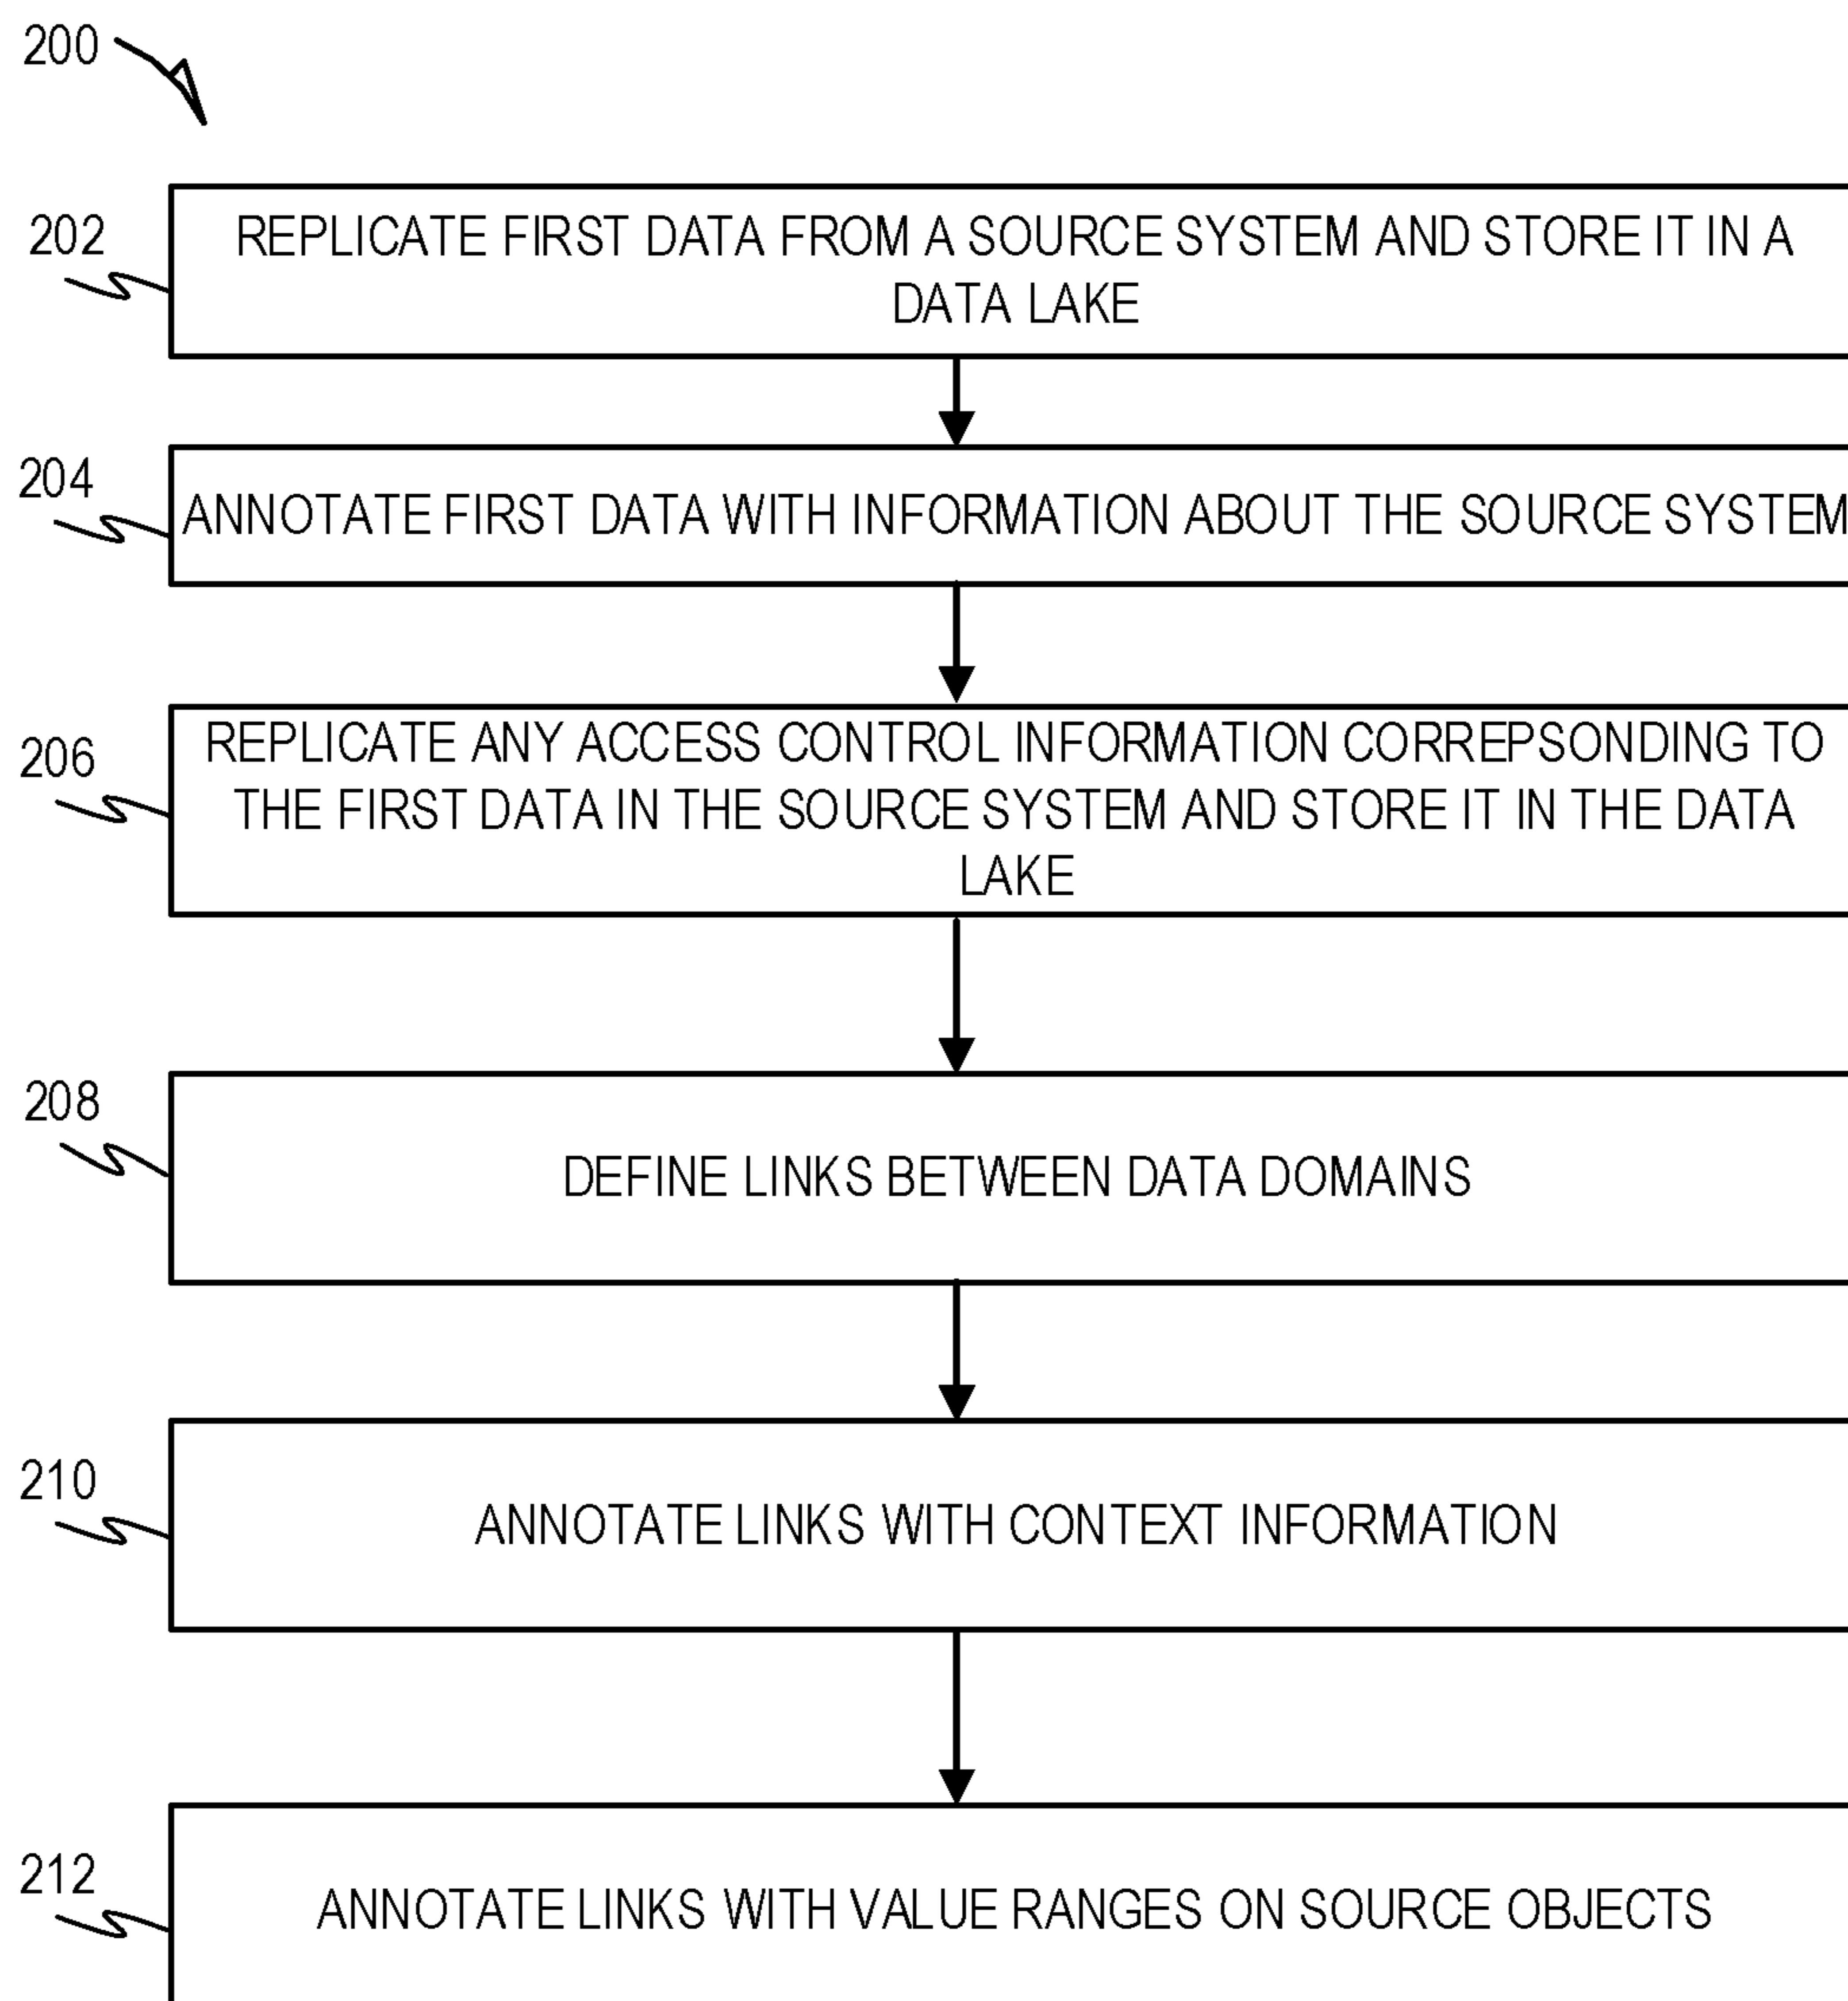 200
202
REPLICATE FIRST DATA FROM A SOURCE SYSTEM AND STORE IT IN A
DATA LAKE
204
ANNOTATE FIRST DATA WITH INFORMATION ABOUT THE SOURCE SYSTEM
206
REPLICATE ANY ACCESS CONTROL INFORMATION CORREPSONDING TO
THE FIRST DATA IN THE SOURCE SYSTEM AND STORE IT IN THE DATA
LAKE
208
DEFINE LINKS BETWEEN DATA DOMAINS
210
ANNOTATE LINKS WITH CONTEXT INFORMATION
212
ANNOTATE LINKS WITH VALUE RANGES ON SOURCE OBJECTS